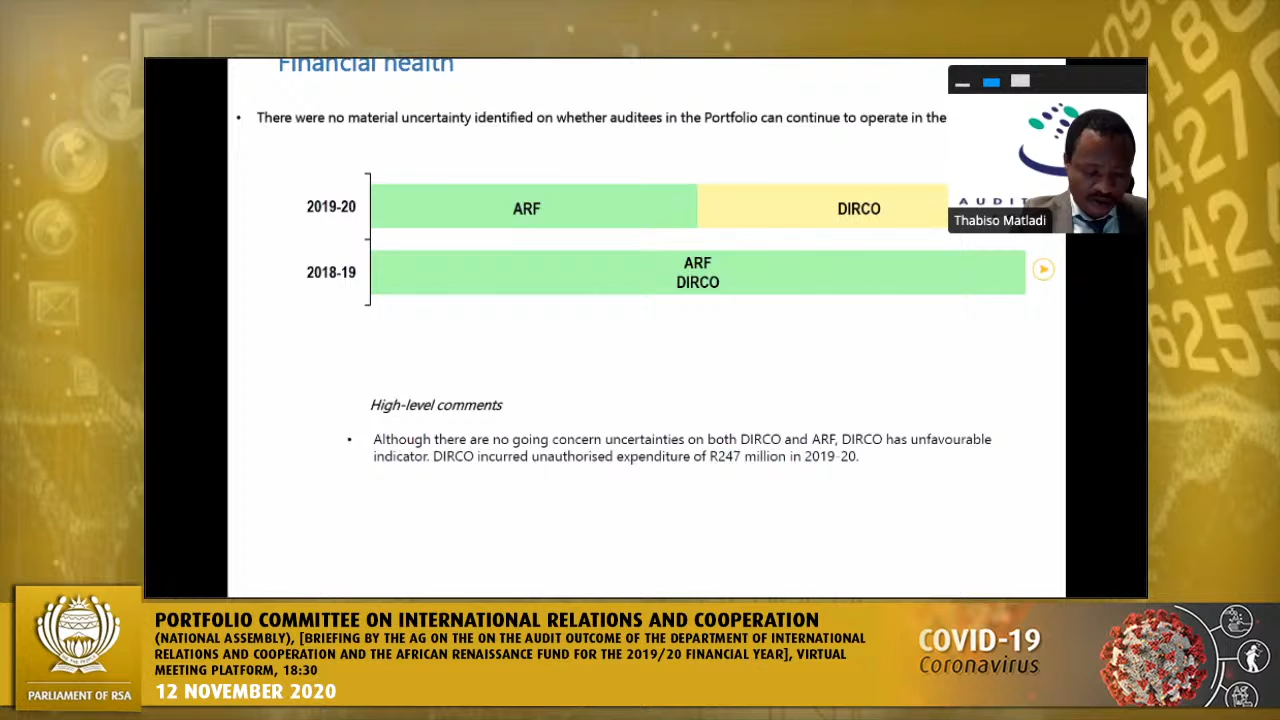 Financial health
• There were no material uncertainty identified on whether auditees in the Portfolio can continue to operate in the
2019-20
ARF
DIRCO
AUDIT
Thabiso Matladi
2018-19
ARF
DIRCO
High-level comments
• Although there are no going concern uncertainties on both DIRCO and ARF, DIRCO has unfavourable
indicator. DIRCO incurred unauthorised expenditure of R247 million in 2019-20.
PARLIAMENT OF RSA
PORTFOLIO COMMITTEE ON INTERNATIONAL RELATIONS AND COOPERATION
(NATIONAL ASSEMBLY), [BRIEFING BY THE AG ON THE ON THE AUDIT OUTCOME OF THE DEPARTMENT OF INTERNATIONAL
RELATIONS AND COOPERATION AND THE AFRICAN RENAISSANCE FUND FOR THE 2019/20 FINANCIAL YEAR], VIRTUAL
MEETING PLATFORM, 18:30
12 NOVEMBER 2020
COVID-19
Coronavirus